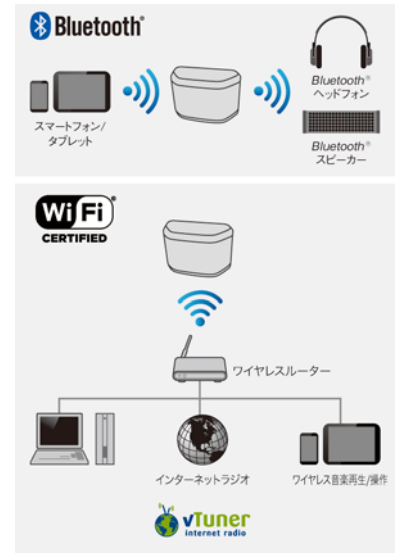 Bluetooth®
スマートフォン/
タブレット
Bluetooth®
ヘッドフォン
Bluetooth®
スピーカー
Wi Fi®
CERTIFIED
ワイヤレスルーター
インターネットラジオ
ワイヤレス音楽再生/操作
vTuner
internet radio